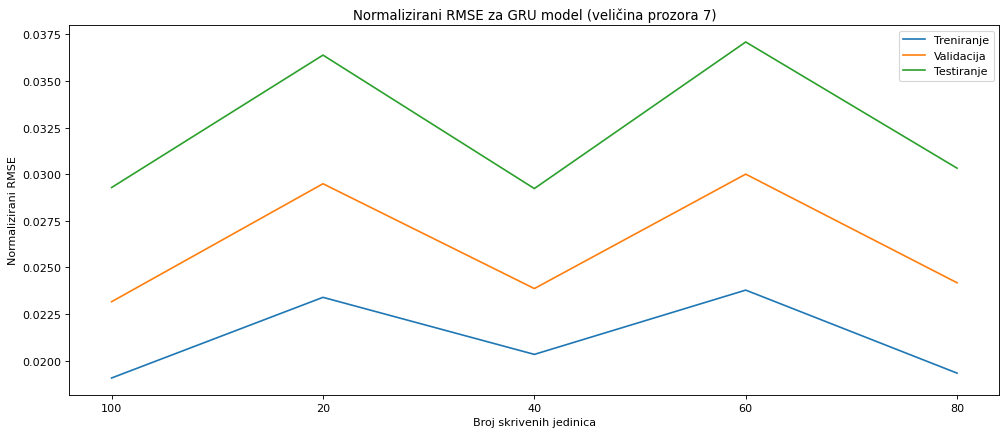 Normalizirani RMSE za GRU model (veličina prozora 7)
Treniranje
Validacija
Testiranje
Normalizirani RMSE
0.0375
0.0350
0.0325
0.0300
0.0275
0.0250
0.0225
0.0200
100 20 40 60 80
Broj skrivenih jedinica